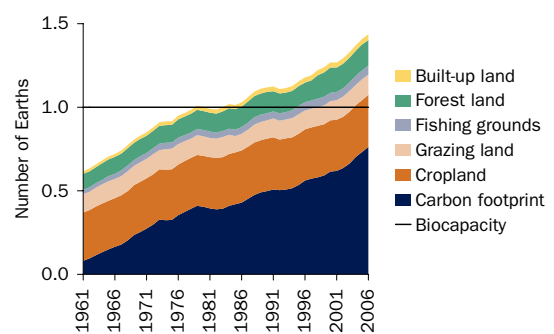 1.5
1.0
0.5
0.0
Number of Earths
1961
1966
1971
1976
1981
1986
1991
1996
2001
2006
Built-up land
Forest land
Fishing grounds
Grazing land
Cropland
Carbon footprint
Biocapacity